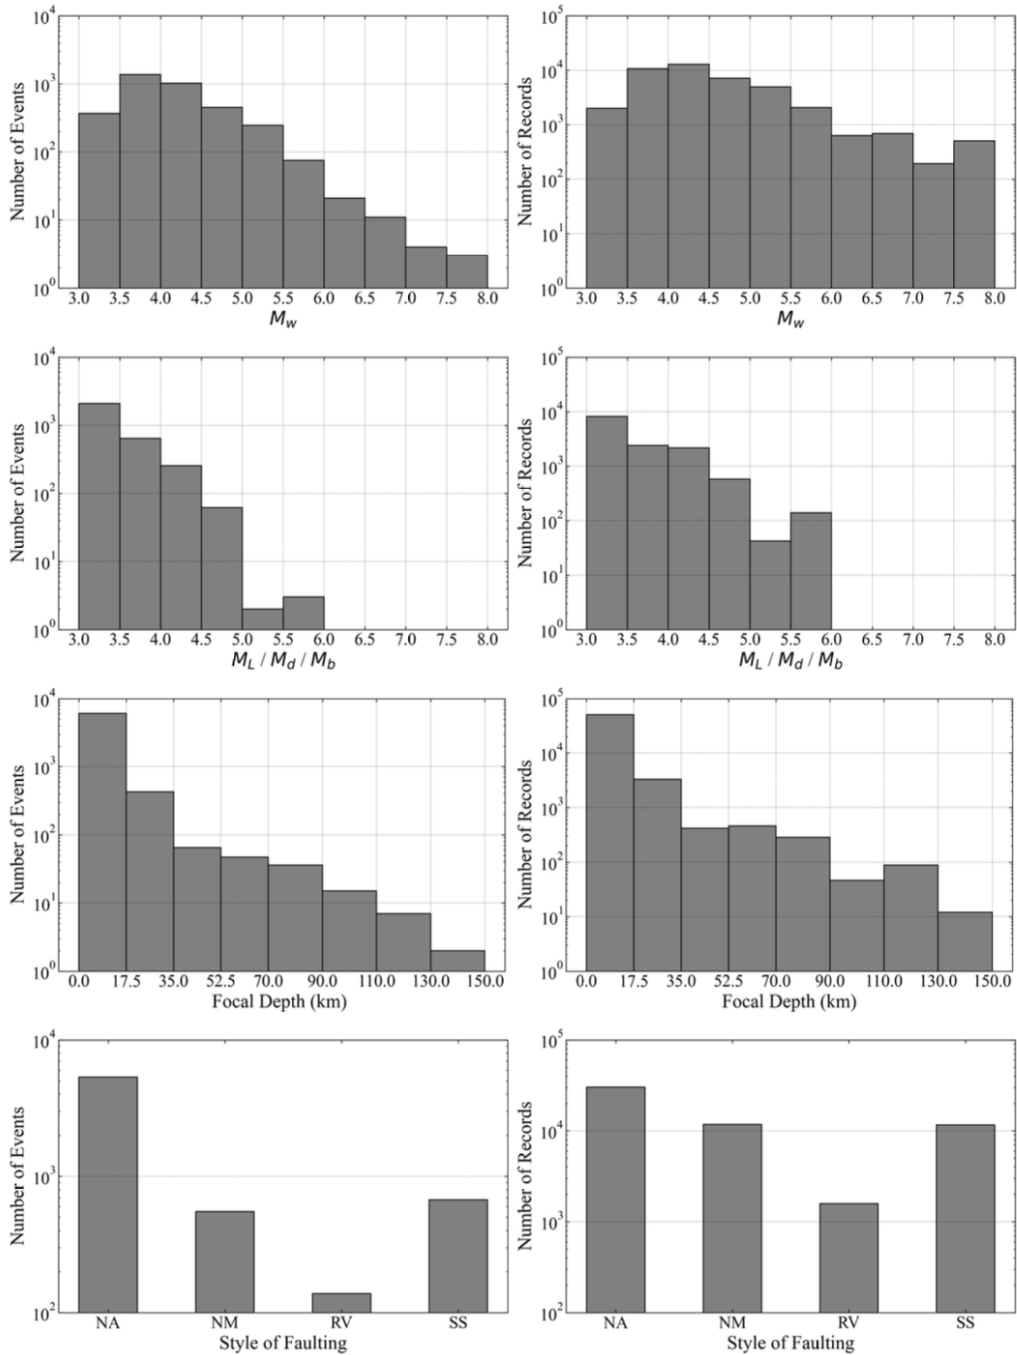 10^4 10^3 10^2 10^1 10^0
Number of Events
3.0 3.5 4.0 4.5 5.0 5.5 6.0 6.5 7.0 7.5 8.0
M_w
10^5 10^4 10^3 10^2 10^1 10^0
Number of Records
3.0 3.5 4.0 4.5 5.0 5.5 6.0 6.5 7.0 7.5 8.0
M_w
10^4 10^3 10^2 10^1 10^0
Number of Events
3.0 3.5 4.0 4.5 5.0 5.5 6.0 6.5 7.0 7.5 8.0
M_L / M_d / M_b
10^5 10^4 10^3 10^2 10^1 10^0
Number of Records
3.0 3.5 4.0 4.5 5.0 5.5 6.0 6.5 7.0 7.5 8.0
M_L / M_d / M_b
10^4 10^3 10^2 10^1 10^0
Number of Events
0.0 17.5 35.0 52.5 70.0 90.0 110.0 130.0 150.0
Focal Depth (km)
10^5 10^4 10^3 10^2 10^1 10^0
Number of Records
0.0 17.5 35.0 52.5 70.0 90.0 110.0 130.0 150.0
Focal Depth (km)
10^4 10^3 10^2
Number of Events
NA NM RV SS
Style of Faulting
10^5 10^4 10^3 10^2
Number of Records
NA NM RV SS
Style of Faulting